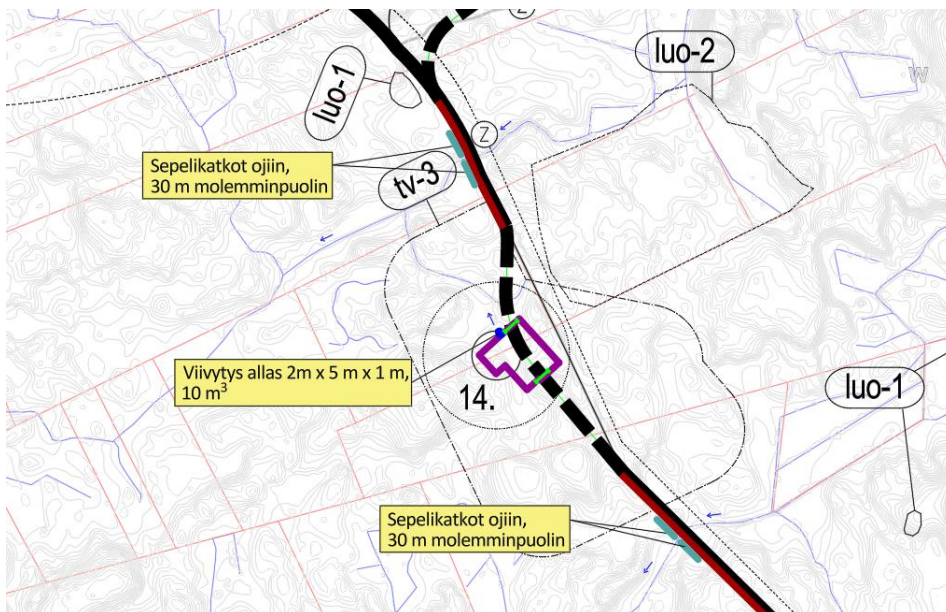 Z
luo-2
W
luo-1
Z
Sepelikatkot ojiin,
30 m molemminpuolin
tv-3
Viivytys allas 2m x 5 m x 1 m,
10 m³
14.
luo-1
Sepelikatkot ojiin,
30 m molemminpuolin